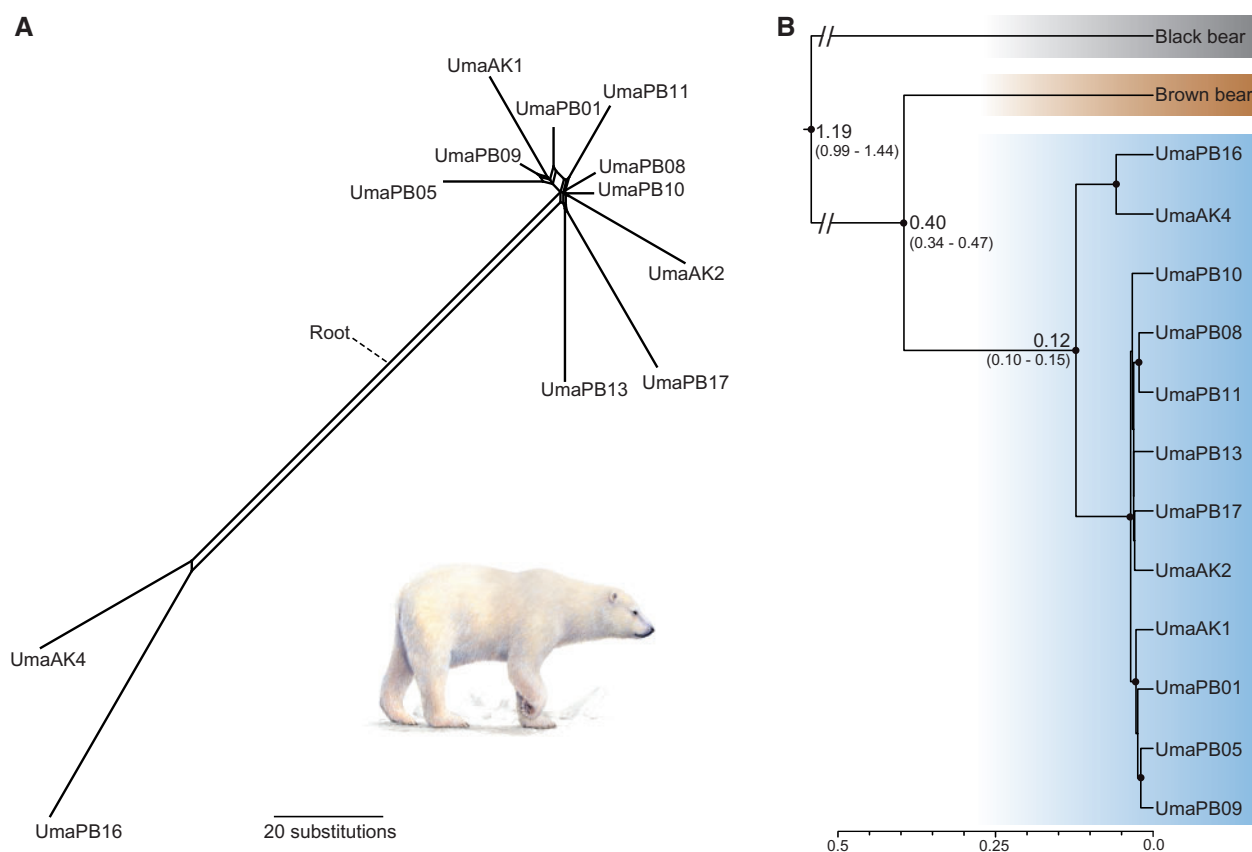 A
UmaAK1
UmaPB11
UmaPB01
UmaPB09
UmaPB08
UmaPB05
UmaPB10
UmaAK2
Root
UmaPB13
UmaPB17
UmaAK4
UmaPB16
20 substitutions
B
Black bear
Brown bear
1.19
(0.99 - 1.44)
UmaPB16
UmaAK4
0.40
(0.34 - 0.47)
UmaPB10
UmaPB08
0.12
(0.10 - 0.15)
UmaPB11
UmaPB13
UmaPB17
UmaAK2
UmaAK1
UmaPB01
UmaPB05
UmaPB09
0.5 0.25 0.0